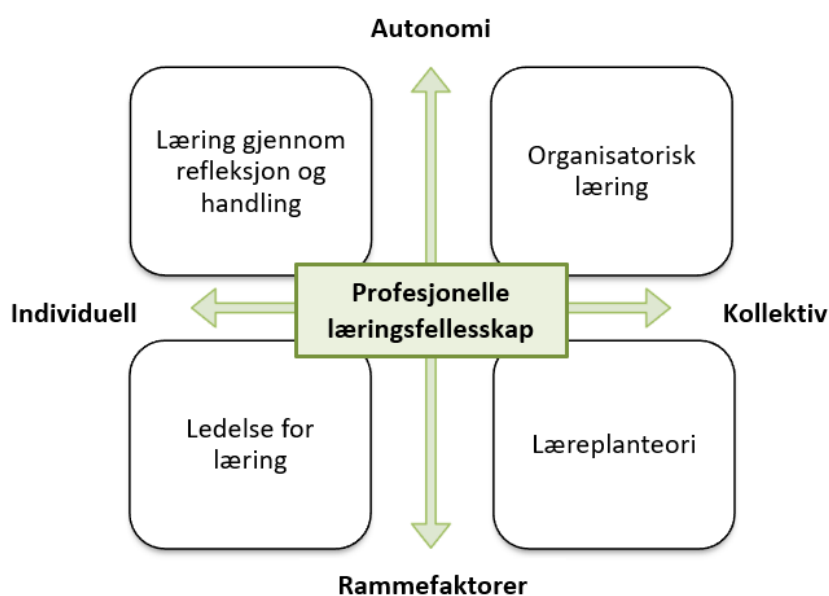 Autonomi
Læring gjennom
refleksjon og
handling
Organisatorisk
læring
Individuell
Profesjonelle
læringsfellesskap
Kollektiv
Ledelse for
læring
Læreplanteori
Rammefaktorer